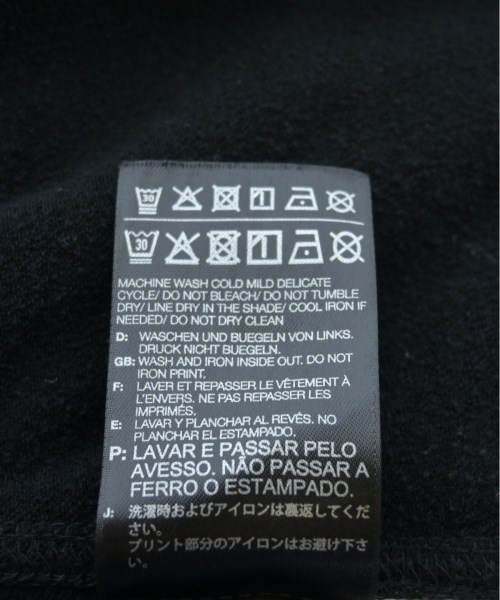 30
30
MACHINE WASH COLD MILD DELICATE
CYCLE/ DO NOT BLEACH/ DO NOT TUMBLE
DRY/ LINE DRY IN THE SHADE/ COOL IRON IF
NEEDED/ DO NOT DRY CLEAN
D: WASCHEN UND BUEGELN VON LINKS.
DRUCK NICHT BUEGELN.
GB: WASH AND IRON INSIDE OUT. DO NOT
IRON PRINT.
F: LAVER ET REPASSER LE VÊTEMENT À
L'ENVERS. NE PAS REPASSER LES
IMPRIMÉS.
E: LAVAR Y PLANCHAR AL REVÉS. NO
PLANCHAR EL ESTAMPADO.
P: LAVAR E PASSAR PELO
AVESSO. NÃO PASSAR A
FERRO O ESTAMPADO.
J: 洗濯時およびアイロンは裏返してくだ
さい。
プリント部分のアイロンはお避け下さ
い。